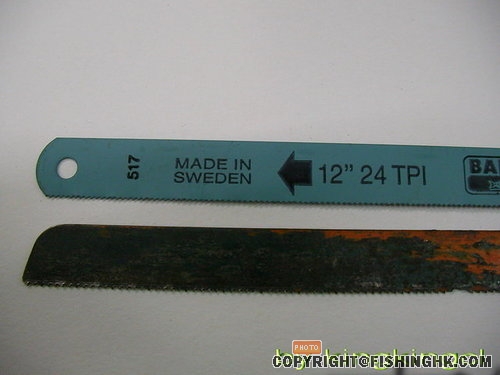 517
MADE IN
SWEDEN
12" 24 TPI
BA
PHOTO
COPYRIGHT@FISHINGHK.COM